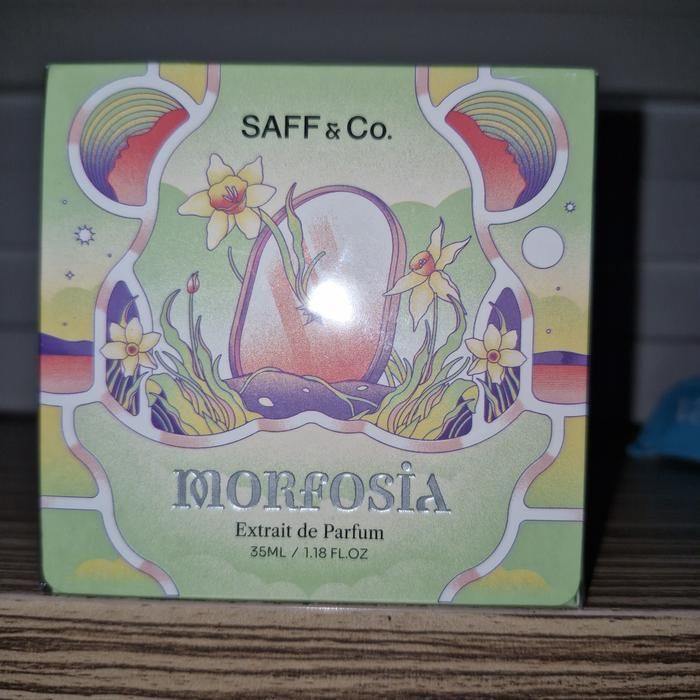 SAFF & Co.
MORFOSIA
Extrait de Parfum
35ML / 1.18 FL.OZ